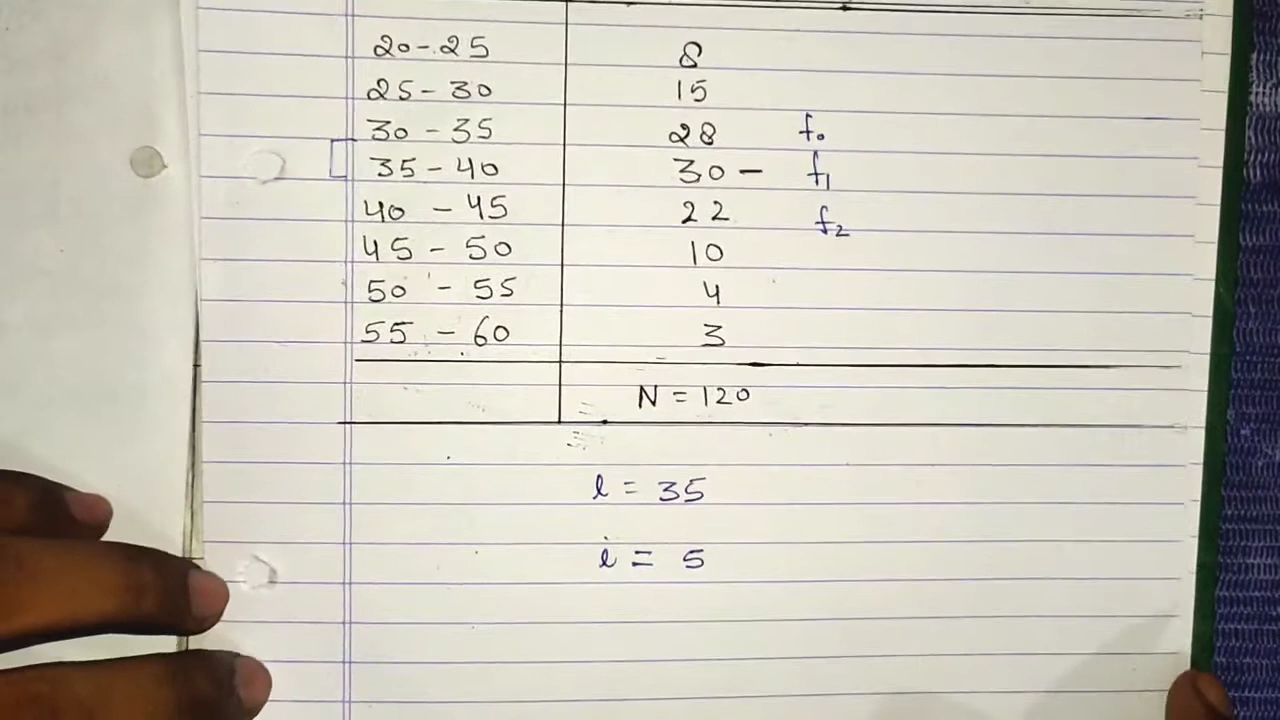 20-25 8
25-30 15
30-35 28 f₀
35-40 30 - f₁
40-45 22 f₂
45-50 10
50-55 4
55-60 3
N = 120
l = 35
i = 5